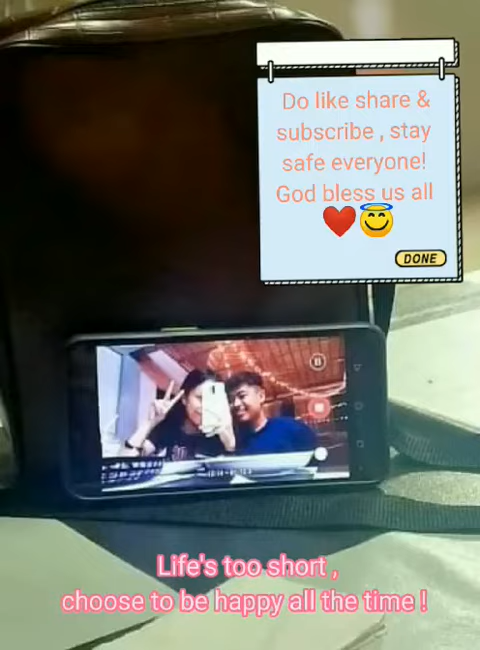 Do like share &
subscribe , stay
safe everyone!
God bless us all
❤️😇
DONE
Life's too short ,
choose to be happy all the time !